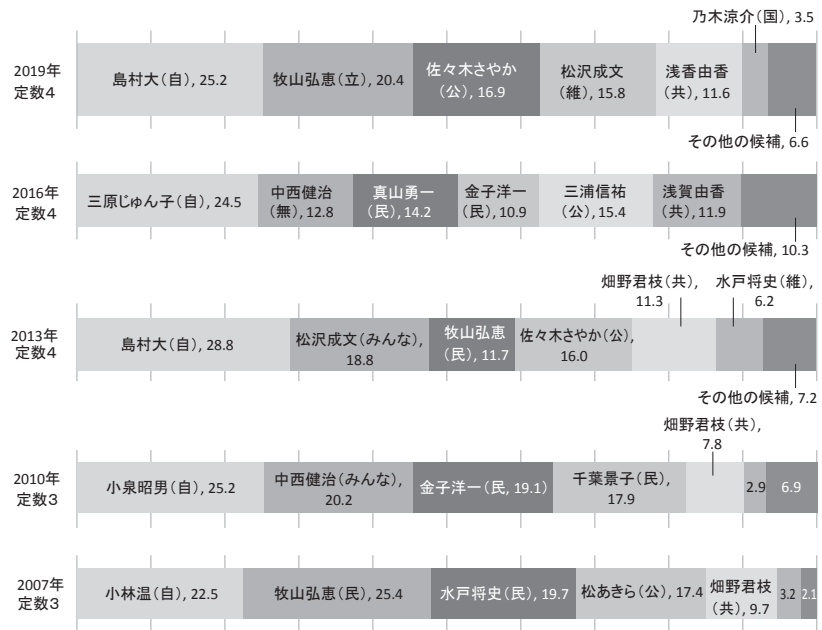 乃木涼介（国）, 3.5
2019年
定数4
島村大（自）, 25.2
牧山弘恵（立）, 20.4
佐々木さやか
（公）, 16.9
松沢成文
（維）, 15.8
浅香由香
（共）, 11.6
その他の候補, 6.6
2016年
定数4
三原じゅん子（自）, 24.5
中西健治
（無）, 12.8
真山勇一
（民）, 14.2
金子洋一
（民）, 10.9
三浦信祐
（公）, 15.4
浅賀由香
（共）, 11.9
その他の候補, 10.3
畑野君枝（共）,
11.3
水戸将史（維）,
6.2
2013年
定数4
島村大（自）, 28.8
松沢成文（みんな）,
18.8
牧山弘恵
（民）, 11.7
佐々木さやか（公）,
16.0
その他の候補, 7.2
畑野君枝（共）,
7.8
2010年
定数3
小泉昭男（自）, 25.2
中西健治（みんな）,
20.2
金子洋一（民, 19.1）
千葉景子（民）,
17.9
2.9
6.9
2007年
定数3
小林温（自）, 22.5
牧山弘恵（民）, 25.4
水戸将史（民）, 19.7
松あきら（公）, 17.4
畑野君枝
（共）, 9.7
3.2
2.1